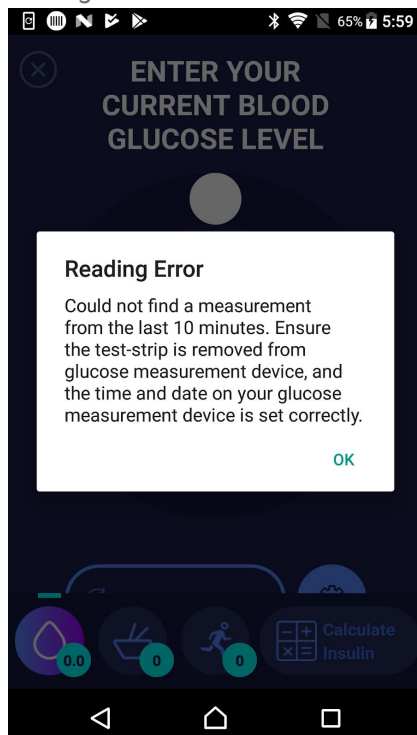 65% 5:59
ENTER YOUR
CURRENT BLOOD
GLUCOSE LEVEL
Reading Error
Could not find a measurement
from the last 10 minutes. Ensure
the test-strip is removed from
glucose measurement device, and
the time and date on your glucose
measurement device is set correctly.
OK
0.0
0
0
Calculate
Insulin